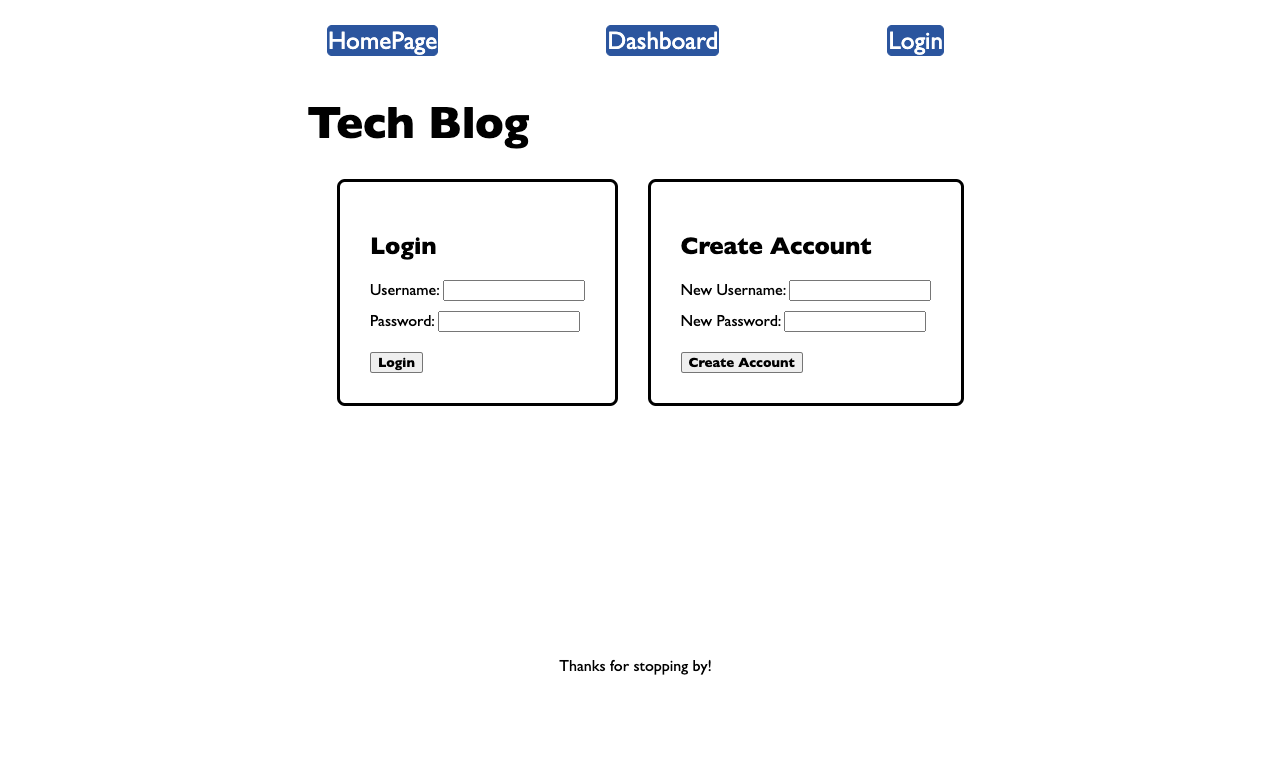 HomePage Dashboard Login
Tech Blog
Login
Username:
Password:
Login
Create Account
New Username:
New Password:
Create Account
Thanks for stopping by!